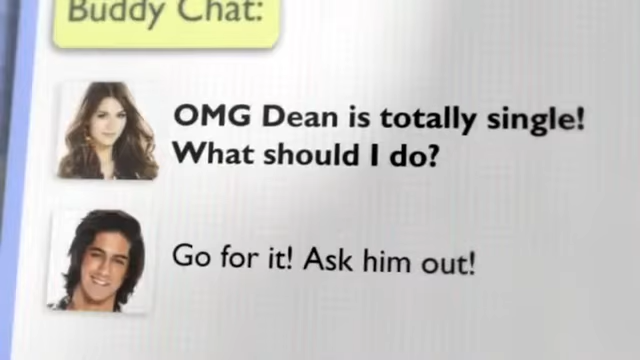 Buddy Chat:
OMG Dean is totally single!
What should I do?
Go for it! Ask him out!